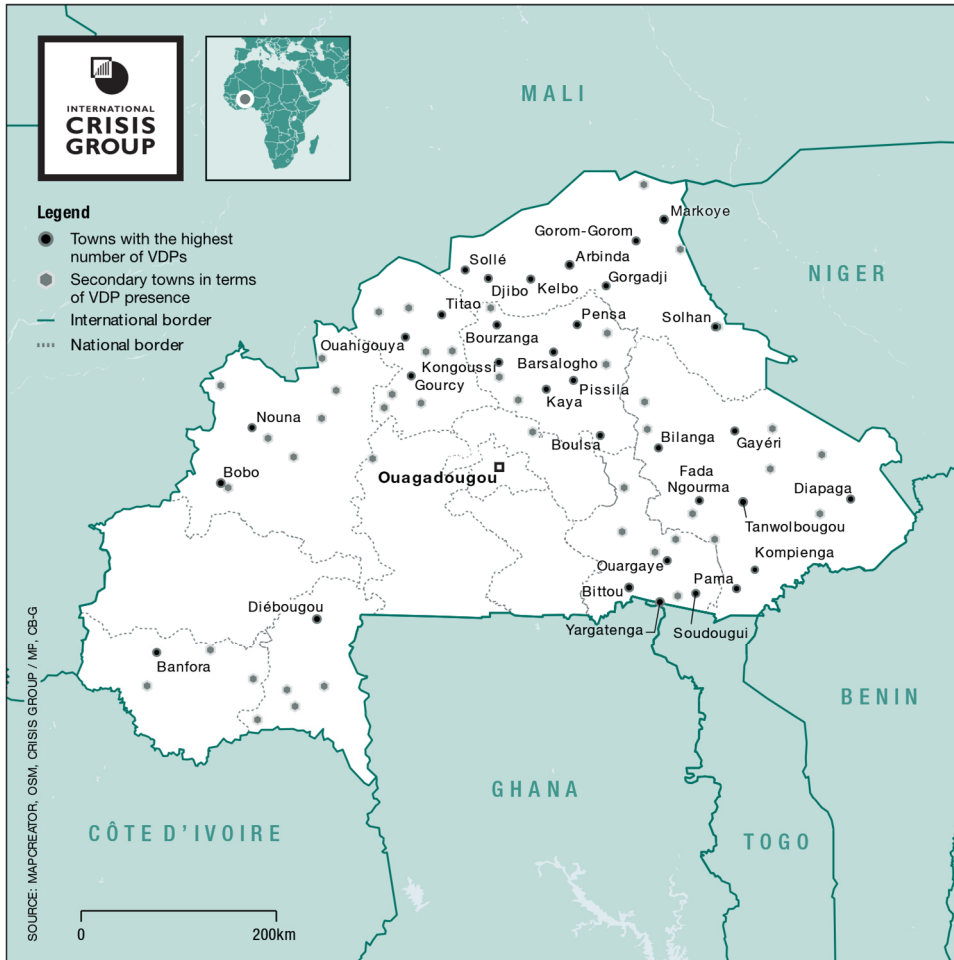 INTERNATIONAL
CRISIS
GROUP
Legend
Towns with the highest
number of VDPs
Secondary towns in terms
of VDP presence
International border
National border
MALI
NIGER
BENIN
TOGO
GHANA
CÔTE D'IVOIRE
Markoye
Gorom-Gorom
Arbinda
Sollé
Djibo
Kelbo
Gorgadji
Titao
Pensa
Solhan
Bourzanga
Ouahigouya
Kongoussi
Barsalogho
Gourcy
Pissila
Kaya
Nouna
Boulsa
Bilanga
Gayéri
Bobo
Ouagadougou
Fada
Ngourma
Diapaga
Tanwolbougou
Kompienga
Ouargaye
Bittou
Pama
Diébougou
Yargatenga
Soudougui
Banfora
SOURCE: MAPCREATOR, OSM, CRISIS GROUP / MF, CB-G
0
200km